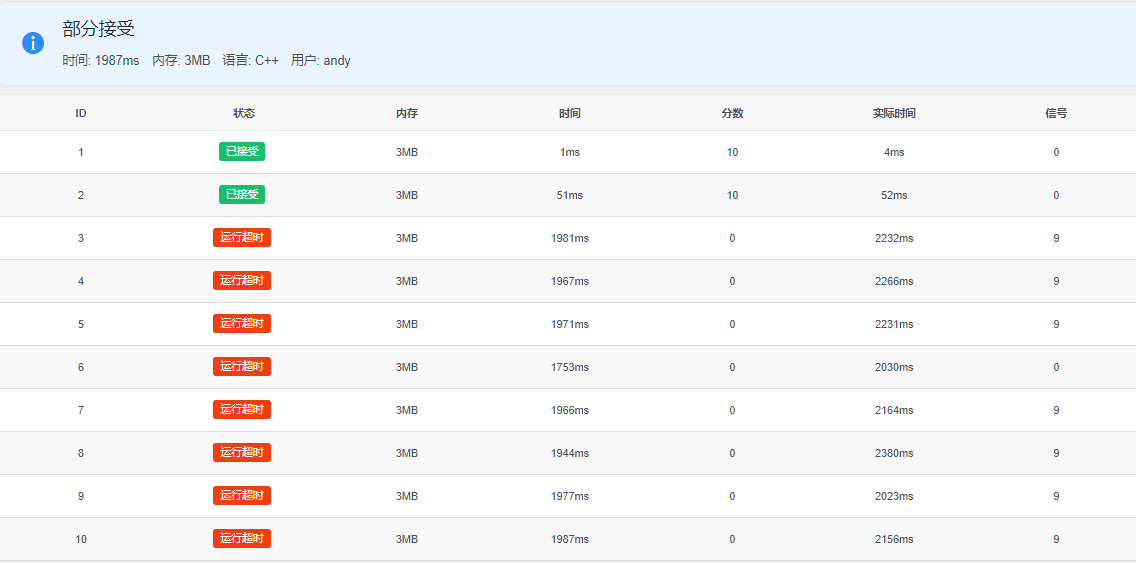 部分接受
时间: 1987ms 内存: 3MB 语言: C++ 用户: andy
ID 状态 内存 时间 分数 实际时间 信号
1 已接受 3MB 1ms 10 4ms 0
2 已接受 3MB 51ms 10 52ms 0
3 运行超时 3MB 1981ms 0 2232ms 9
4 运行超时 3MB 1967ms 0 2266ms 9
5 运行超时 3MB 1971ms 0 2231ms 9
6 运行超时 3MB 1753ms 0 2030ms 0
7 运行超时 3MB 1966ms 0 2164ms 9
8 运行超时 3MB 1944ms 0 2380ms 9
9 运行超时 3MB 1977ms 0 2023ms 9
10 运行超时 3MB 1987ms 0 2156ms 9